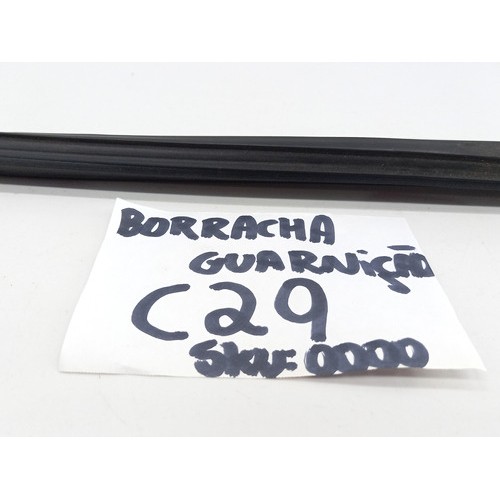 BORRACHA
GUARNIÇÃO
C29
SKU: 0000